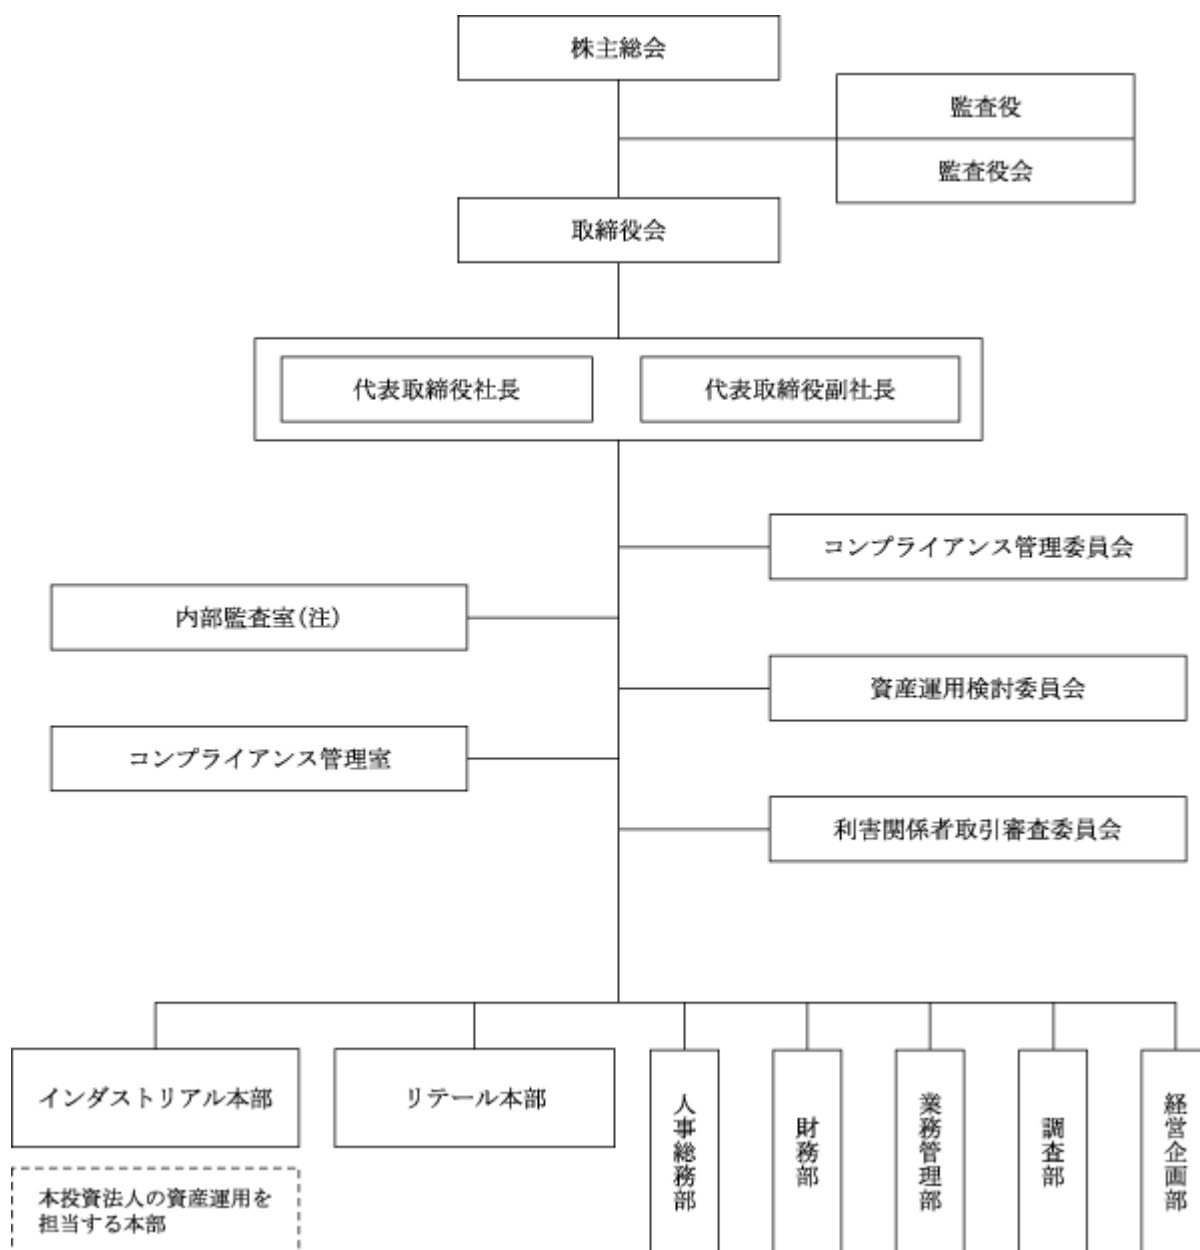 株主総会
監査役
監査役会
取締役会
代表取締役社長
代表取締役副社長
コンプライアンス管理委員会
内部監査室(注)
資産運用検討委員会
コンプライアンス管理室
利害関係者取引審査委員会
インダストリアル本部
リテール本部
人事総務部
財務部
業務管理部
調査部
経営企画部
本投資法人の資産運用を
担当する本部